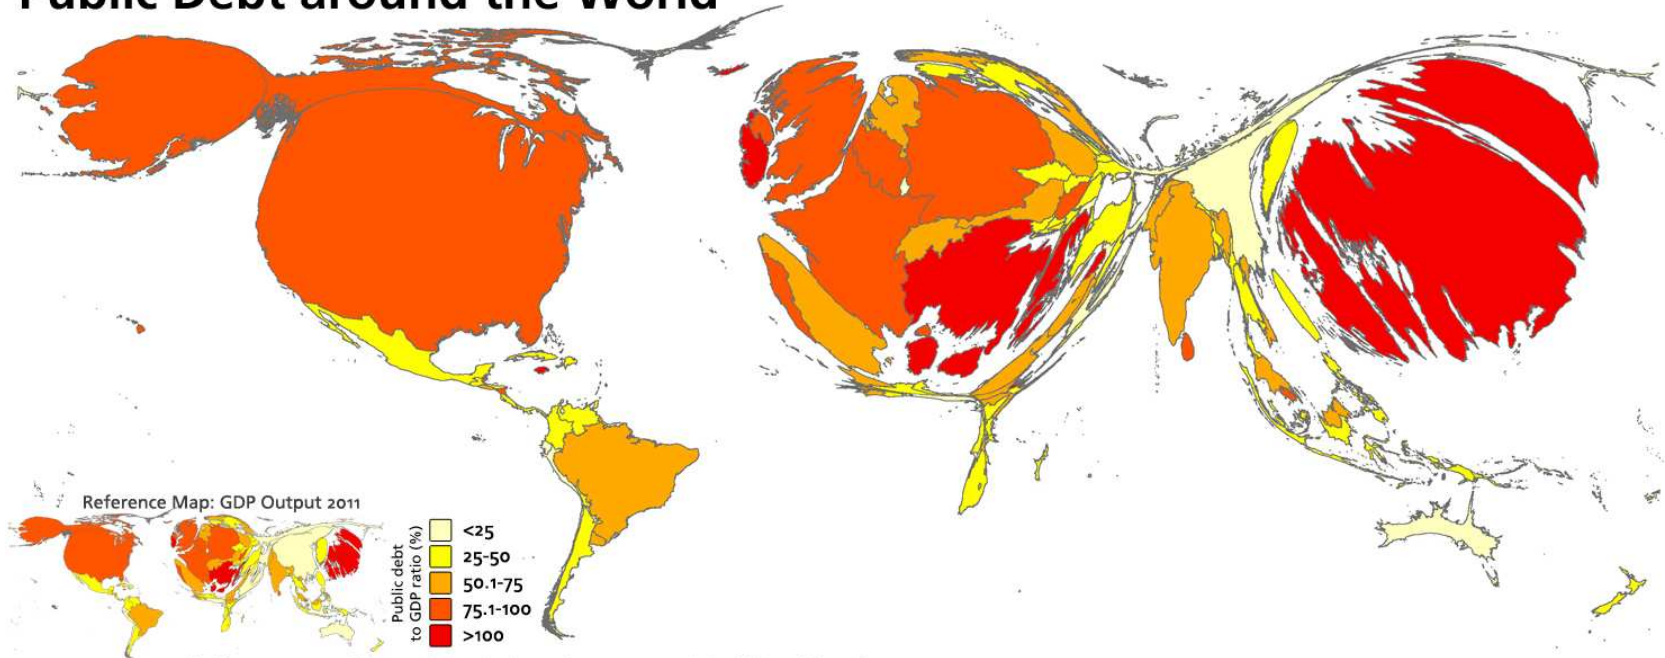 Public Debt around the World
Reference Map: GDP Output 2011
Public debt
to GDP ratio (%)
<25
25-50
50.1-75
75.1-100
>100